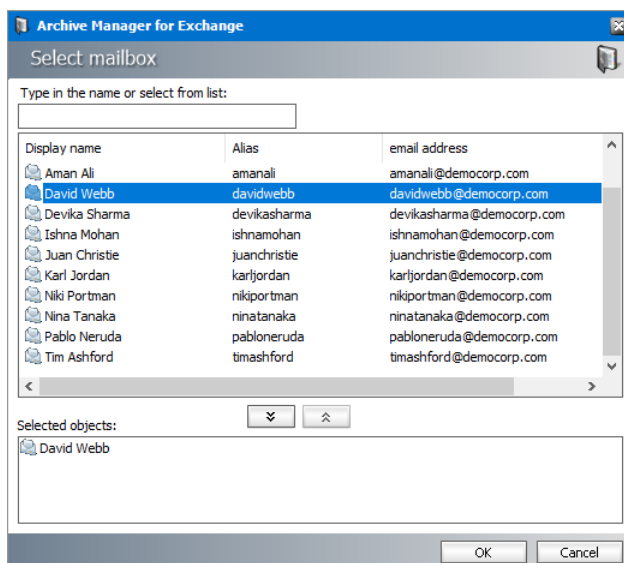 Archive Manager for Exchange
Select mailbox
Type in the name or select from list:
Display name Alias email address
Aman Ali amanali amanali@democorp.com
David Webb davidwebb davidwebb@democorp.com
Devika Sharma devikasharma devikasharma@democorp.com
Ishna Mohan ishnamohan ishnamohan@democorp.com
Juan Christie juanchristie juanchristie@democorp.com
Karl Jordan karljordan karljordan@democorp.com
Niki Portman nikiportman nikiportman@democorp.com
Nina Tanaka ninatanaka ninatanaka@democorp.com
Pablo Neruda pabloneruda pabloneruda@democorp.com
Tim Ashford timashford timashford@democorp.com
Selected objects:
David Webb
OK Cancel